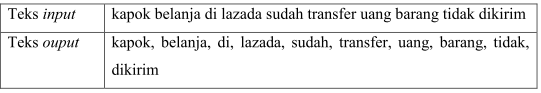 Teks input kapok belanja di lazada sudah transfer uang barang tidak dikirim
Teks ouput kapok, belanja, di, lazada, sudah, transfer, uang, barang, tidak,
dikirim